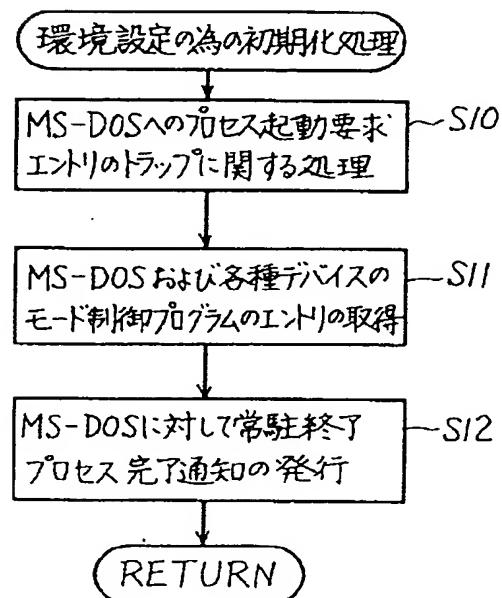 環境設定の為の初期化処理
MS-DOSへのプロセス起動要求
エントリのトラップに関する処理
S10
MS-DOSおよび各種デバイスの
モード制御プログラムのエントリの取得
S11
MS-DOSに対して常駐終了
プロセス完了通知の発行
S12
RETURN